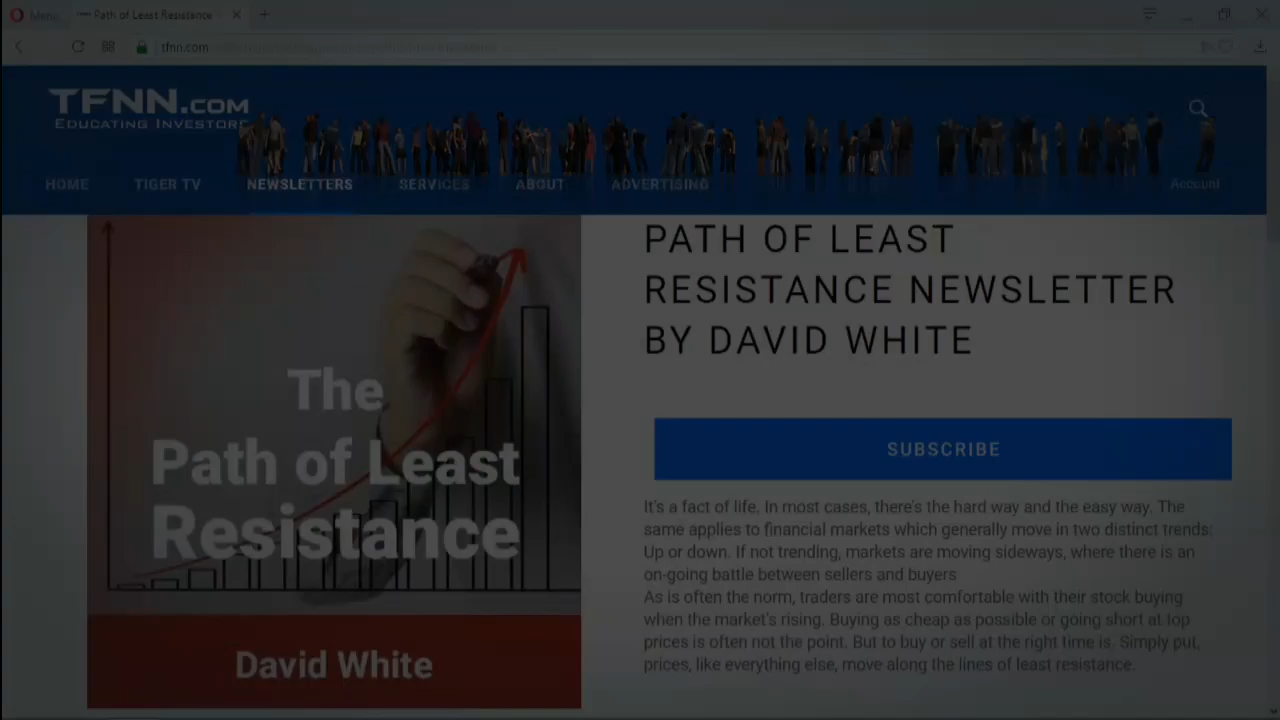 Menu
Path of Least Resistance
tfnn.com
TFNN.COM
EDUCATING INVESTORS
HOME
TIGER TV
NEWSLETTERS
SERVICES
ABOUT
ADVERTISING
Account
The
Path of Least
Resistance
David White
PATH OF LEAST
RESISTANCE NEWSLETTER
BY DAVID WHITE
SUBSCRIBE
It's a fact of life. In most cases, there's the hard way and the easy way. The
same applies to financial markets which generally move in two distinct trends:
Up or down. If not trending, markets are moving sideways, where there is an
on-going battle between sellers and buyers
As is often the norm, traders are most comfortable with their stock buying
when the market's rising. Buying as cheap as possible or going short at top
prices is often not the point. But to buy or sell at the right time is. Simply put,
prices, like everything else, move along the lines of least resistance.